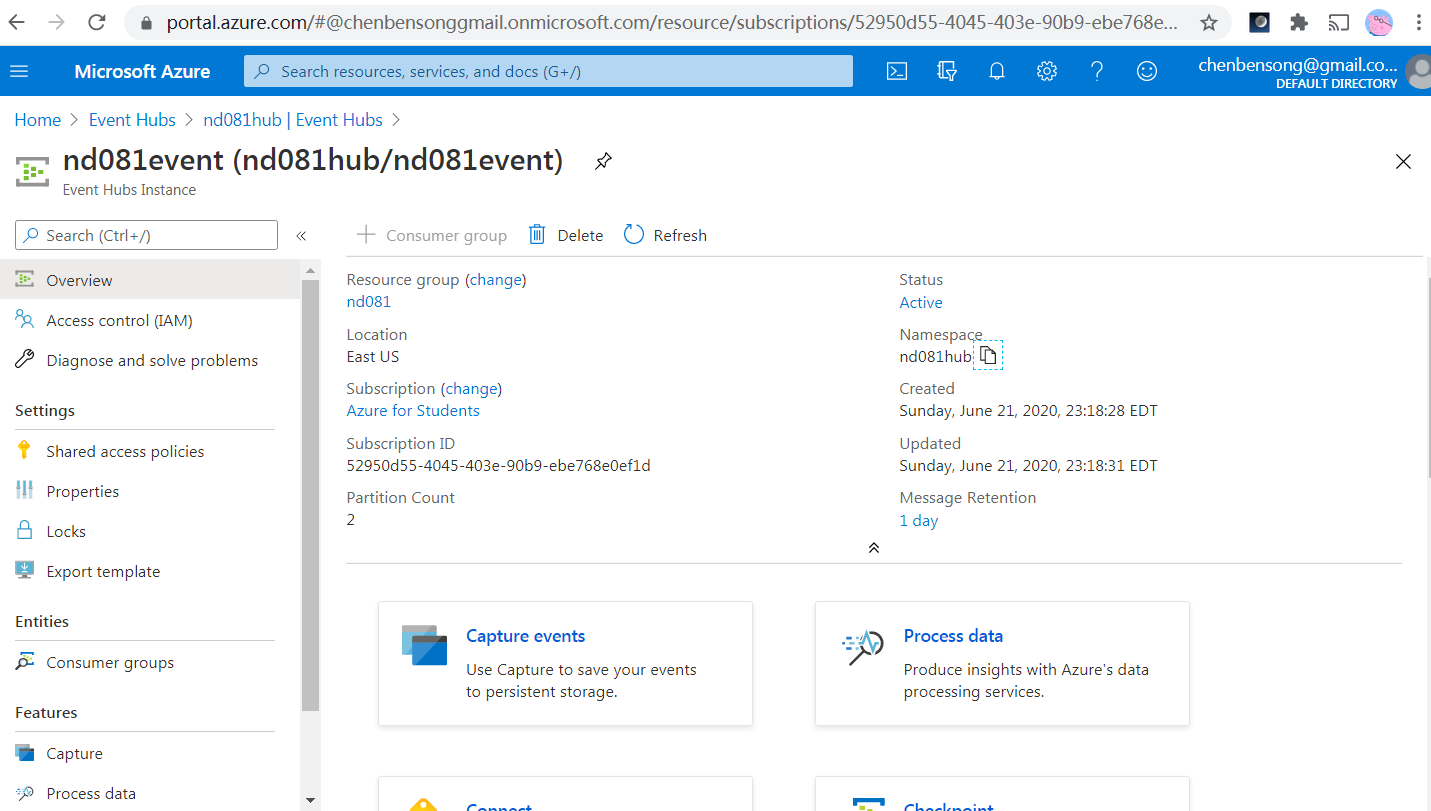 portal.azure.com/#@chenbensonggmail.onmicrosoft.com/resource/subscriptions/52950d55-4045-403e-90b9-ebe768e...
Microsoft Azure
Search resources, services, and docs (G+/)
chenbensong@gmail.co...
DEFAULT DIRECTORY
Home > Event Hubs > nd081hub | Event Hubs >
nd081event (nd081hub/nd081event)
Event Hubs Instance
Search (Ctrl+/)
«
Overview
Access control (IAM)
Diagnose and solve problems
Settings
Shared access policies
Properties
Locks
Export template
Entities
Consumer groups
Features
Capture
Process data
Consumer group
Delete
Refresh
Resource group (change)
nd081
Location
East US
Subscription (change)
Azure for Students
Subscription ID
52950d55-4045-403e-90b9-ebe768e0ef1d
Partition Count
2
Status
Active
Namespace
nd081hub
Created
Sunday, June 21, 2020, 23:18:28 EDT
Updated
Sunday, June 21, 2020, 23:18:31 EDT
Message Retention
1 day
Capture events
Use Capture to save your events
to persistent storage.
Process data
Produce insights with Azure's data
processing services.
Connect
Checkpoint